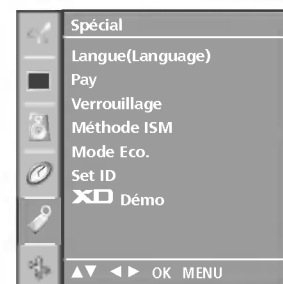 Spécial
Langue(Language)
Pay
Verrouillage
Méthode ISM
Mode Eco.
Set ID
XD Démo
▲▼ ◄► OK MENU